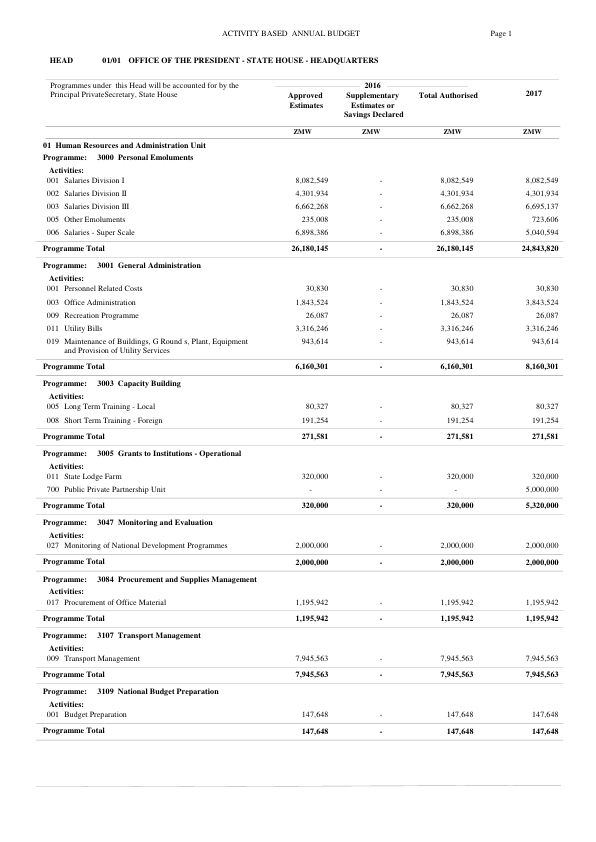 ACTIVITY BASED ANNUAL BUDGET Page 1
HEAD 01/01 OFFICE OF THE PRESIDENT - STATE HOUSE - HEADQUARTERS
Programmes under this Head will be accounted for by the
Principal PrivateSecretary, State House
2016
Approved Estimates Supplementary Estimates or Savings Declared Total Authorised 2017
ZMW ZMW ZMW
01 Human Resources and Administration Unit
Programme: 3000 Personal Emoluments
Activities:
001 Salaries Division I 8,082,549 - 8,082,549 8,082,549
002 Salaries Division II 4,301,934 - 4,301,934 4,301,934
003 Salaries Division III 6,662,268 - 6,662,268 6,695,137
005 Other Emoluments 235,008 - 235,008 723,606
006 Salaries - Super Scale 6,898,386 - 6,898,386 5,040,594
Programme Total 26,180,145 - 26,180,145 24,843,820
Programme: 3001 General Administration
Activities:
001 Personnel Related Costs 30,830 - 30,830 30,830
003 Office Administration 1,843,524 - 1,843,524 3,843,524
009 Recreation Programme 26,087 - 26,087 26,087
011 Utility Bills 3,316,246 - 3,316,246 3,316,246
019 Maintenance of Buildings, G Round s, Plant, Equipment 943,614 - 943,614 943,614
and Provision of Utility Services
Programme Total 6,160,301 - 6,160,301 8,160,301
Programme: 3003 Capacity Building
Activities:
005 Long Term Training - Local 80,327 - 80,327 80,327
008 Short Term Training - Foreign 191,254 - 191,254 191,254
Programme Total 271,581 - 271,581 271,581
Programme: 3005 Grants to Institutions - Operational
Activities:
011 State Lodge Farm 320,000 - 320,000 320,000
700 Public Private Partnership Unit - - - 5,000,000
Programme Total 320,000 - 320,000 5,320,000
Programme: 3047 Monitoring and Evaluation
Activities:
027 Monitoring of National Development Programmes 2,000,000 - 2,000,000 2,000,000
Programme Total 2,000,000 - 2,000,000 2,000,000
Programme: 3084 Procurement and Supplies Management
Activities:
017 Procurement of Office Material 1,195,942 - 1,195,942 1,195,942
Programme Total 1,195,942 - 1,195,942 1,195,942
Programme: 3107 Transport Management
Activities:
009 Transport Management 7,945,563 - 7,945,563 7,945,563
Programme Total 7,945,563 - 7,945,563 7,945,563
Programme: 3109 National Budget Preparation
Activities:
001 Budget Preparation 147,648 - 147,648 147,648
Programme Total 147,648 - 147,648 147,648